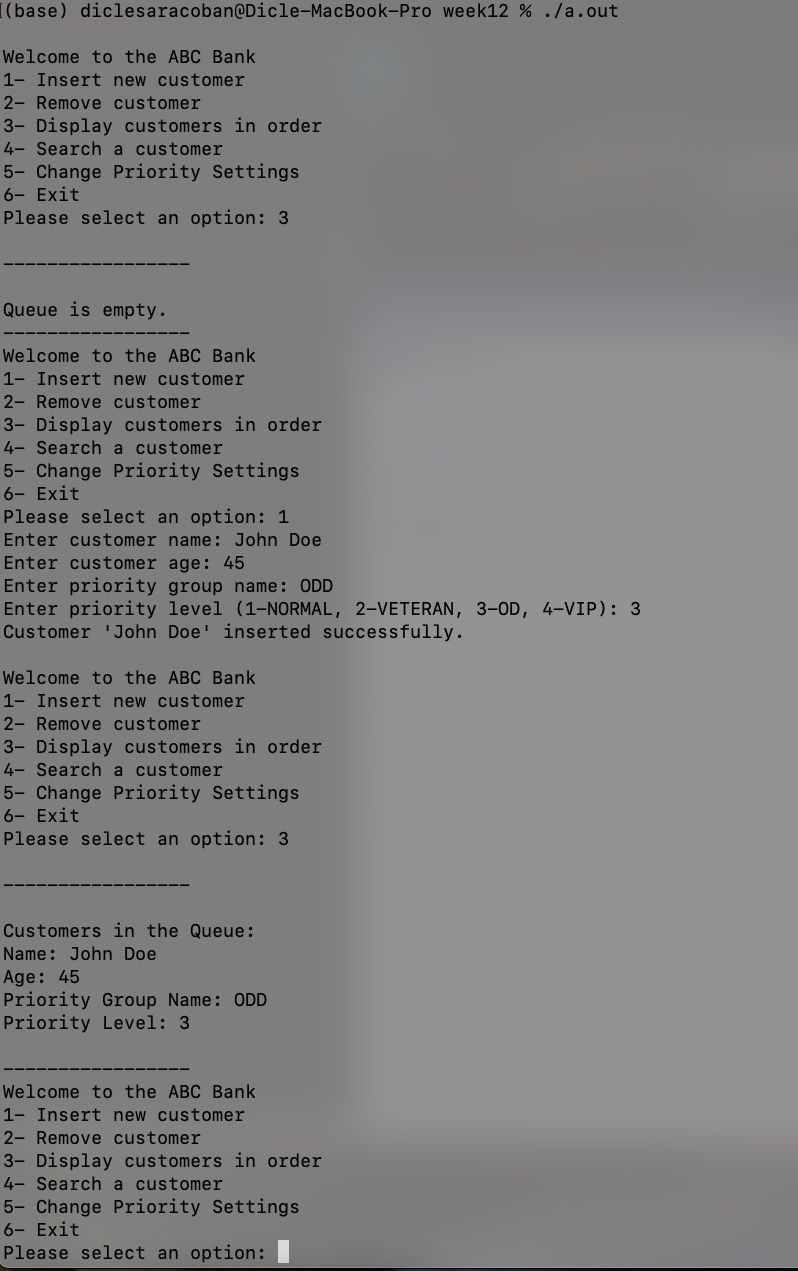 (base) diclesaracoban@Dicle-MacBook-Pro week12 % ./a.out
Welcome to the ABC Bank
1- Insert new customer
2- Remove customer
3- Display customers in order
4- Search a customer
5- Change Priority Settings
6- Exit
Please select an option: 3
-----------------
Queue is empty.
-----------------
Welcome to the ABC Bank
1- Insert new customer
2- Remove customer
3- Display customers in order
4- Search a customer
5- Change Priority Settings
6- Exit
Please select an option: 1
Enter customer name: John Doe
Enter customer age: 45
Enter priority group name: ODD
Enter priority level (1-NORMAL, 2-VETERAN, 3-OD, 4-VIP): 3
Customer 'John Doe' inserted successfully.
Welcome to the ABC Bank
1- Insert new customer
2- Remove customer
3- Display customers in order
4- Search a customer
5- Change Priority Settings
6- Exit
Please select an option: 3
-----------------
Customers in the Queue:
Name: John Doe
Age: 45
Priority Group Name: ODD
Priority Level: 3
-----------------
Welcome to the ABC Bank
1- Insert new customer
2- Remove customer
3- Display customers in order
4- Search a customer
5- Change Priority Settings
6- Exit
Please select an option: